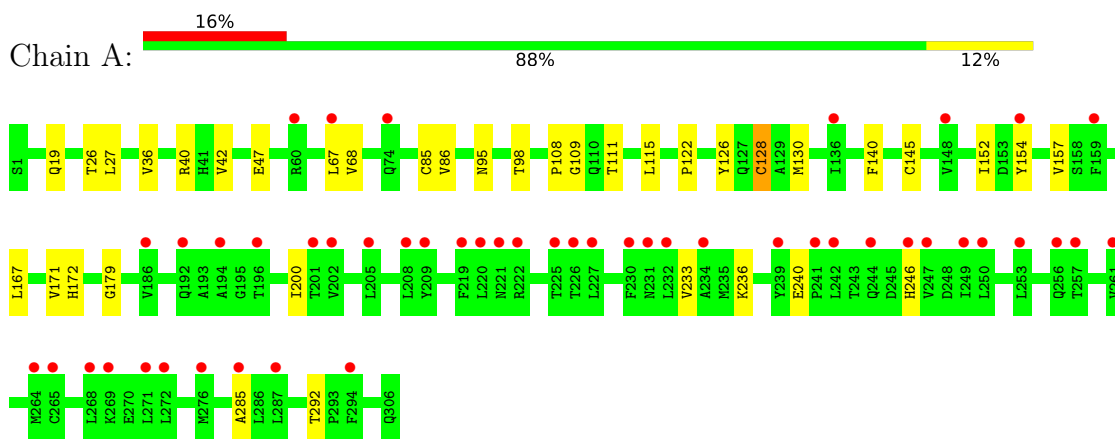 16%
Chain A:
88% 12%
S1 Q19 T26 L27 V36 R40 H41 V42 E47 R60 L67 V68 Q74 C85 V86 N95 T98 P108 G109 Q110 T111 L115 P122 Y126 Q127 C128 A129 M130 I136 F140 C145 V148 I152 D153 Y154 V157 S158 F159
L167 V171 H172 G179 V186 Q192 A193 A194 G195 T196 I200 T201 V202 L205 L208 Y209 F219 L220 N221 R222 T225 T226 L227 F230 N231 L232 V233 A234 M235 K236 Y239 E240 P241 L242 T243 Q244 D245 H246 V247 D248 I249 L250 L253 Q256 T257 V261
M264 C265 L268 K269 E270 L271 L272 M276 A285 L286 L287 T292 P293 F294 Q306